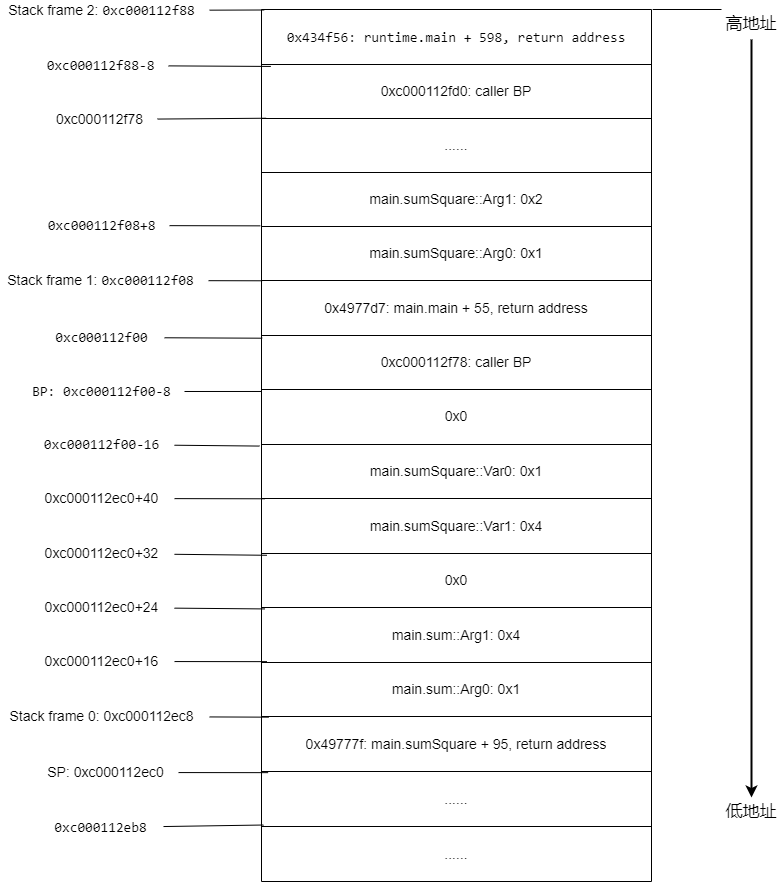 Stack frame 2: 0xc000112f88
高地址
0x434f56: runtime.main + 598, return address
0xc000112f88-8
0xc000112fd0: caller BP
0xc000112f78
......
main.sumSquare::Arg1: 0x2
0xc000112f08+8
main.sumSquare::Arg0: 0x1
Stack frame 1: 0xc000112f08
0x4977d7: main.main + 55, return address
0xc000112f00
0xc000112f78: caller BP
BP: 0xc000112f00-8
0x0
0xc000112f00-16
main.sumSquare::Var0: 0x1
0xc000112ec0+40
main.sumSquare::Var1: 0x4
0xc000112ec0+32
0x0
0xc000112ec0+24
main.sum::Arg1: 0x4
0xc000112ec0+16
main.sum::Arg0: 0x1
Stack frame 0: 0xc000112ec8
0x49777f: main.sumSquare + 95, return address
SP: 0xc000112ec0
......
低地址
0xc000112eb8
......